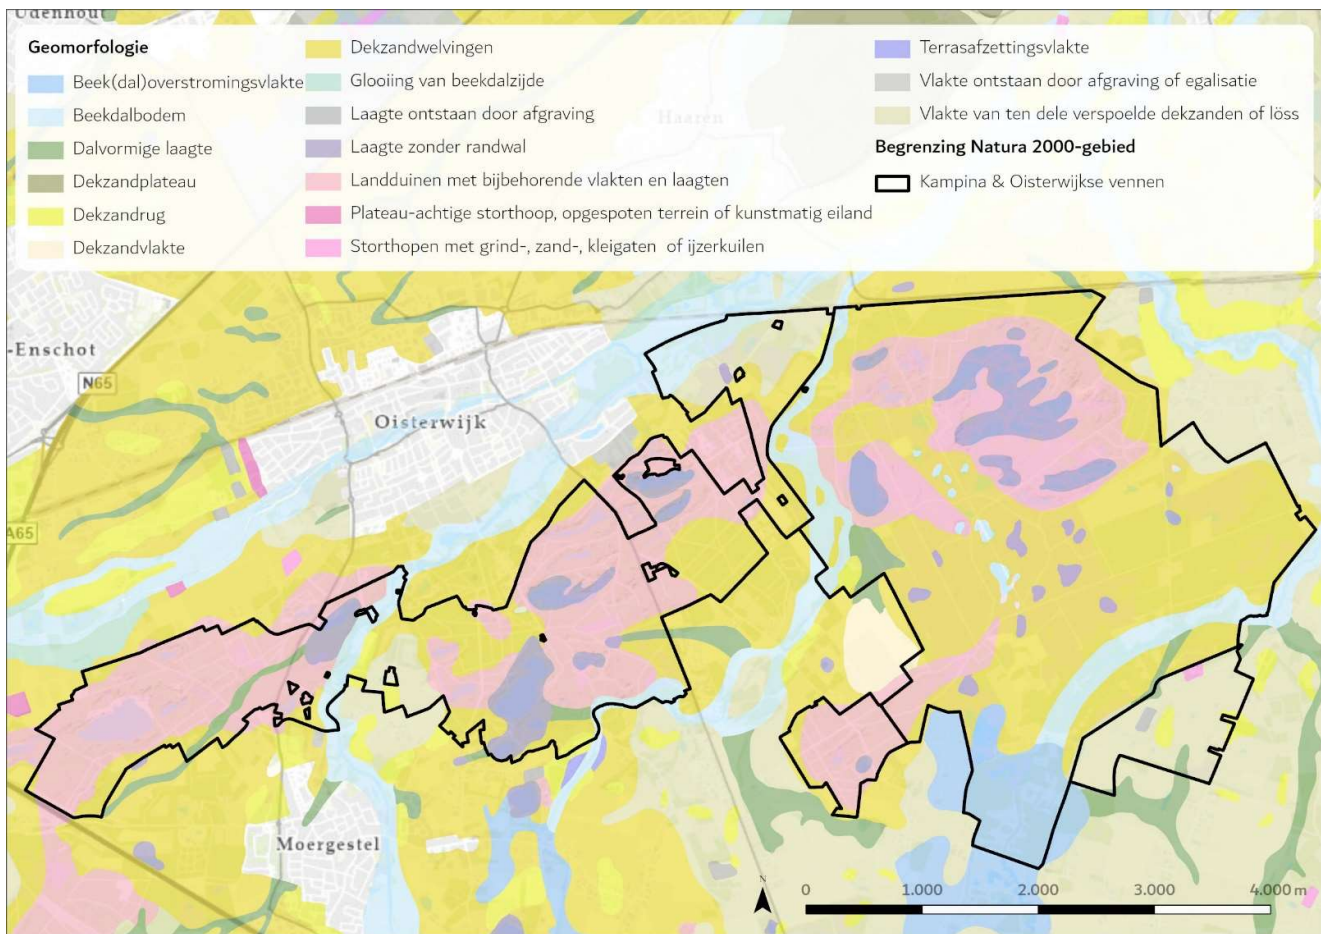 Udenhout
Geomorfologie
Beek(dal)overstromingsvlakte
Beekdalbodem
Dalvormige laagte
Dekzandplateau
Dekzandrug
Dekzandvlakte
Dekzandwelvingen
Glooiing van beekdalzijde
Laagte ontstaan door afgraving
Laagte zonder randwal
Landduinen met bijbehorende vlakten en laagten
Plateau-achtige storthoop, opgespoten terrein of kunstmatig eiland
Storthopen met grind-, zand-, kleigaten of ijzerkuilen
Terrasafzettingsvlakte
Vlakte ontstaan door afgraving of egalisatie
Vlakte van ten dele verspoelde dekzanden of löss
Begrenzing Natura 2000-gebied
Kampina & Oisterwijkse vennen
Haaren
-Enschot
N65
Oisterwijk
A65
Moergestel
N
0 1.000 2.000 3.000 4.000 m